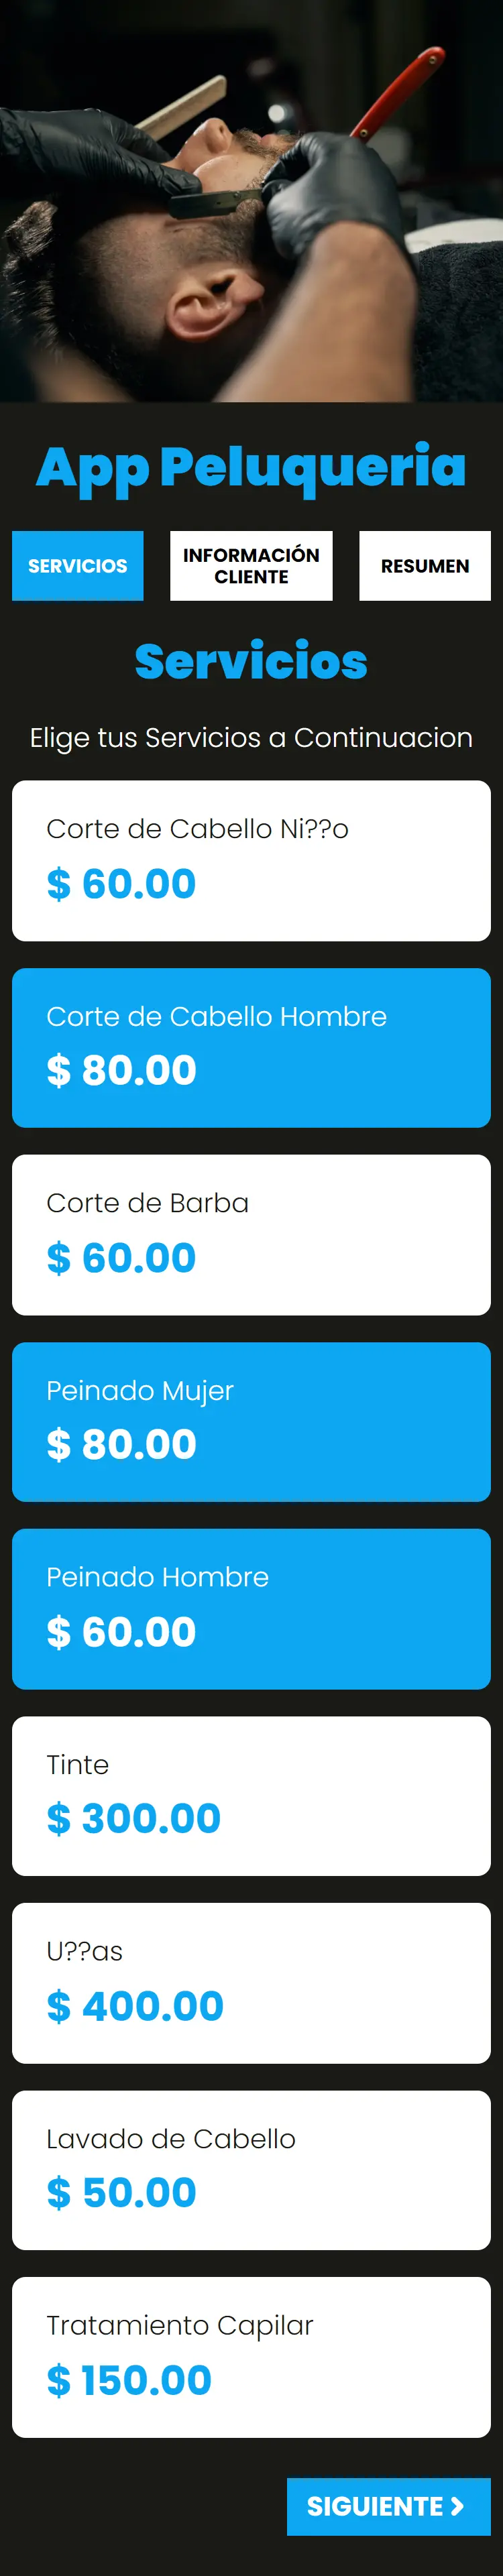 App Peluqueria
SERVICIOS
INFORMACIÓN
CLIENTE
RESUMEN
Servicios
Elige tus Servicios a Continuacion
Corte de Cabello Ni??o
$ 60.00
Corte de Cabello Hombre
$ 80.00
Corte de Barba
$ 60.00
Peinado Mujer
$ 80.00
Peinado Hombre
$ 60.00
Tinte
$ 300.00
U??as
$ 400.00
Lavado de Cabello
$ 50.00
Tratamiento Capilar
$ 150.00
SIGUIENTE >